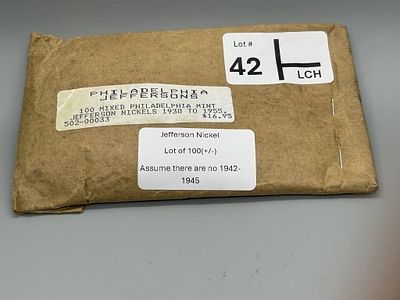 Lot #
42
LCH
PHILADELPHIA
JEFFERSONS
100 MIXED PHILADELPHIA MINT
JEFFERSON NICKELS 1938 TO 1955,
502-00033 $16.95
Jefferson Nickel
Lot of 100(+/-)
Assume there are no 1942-
1945